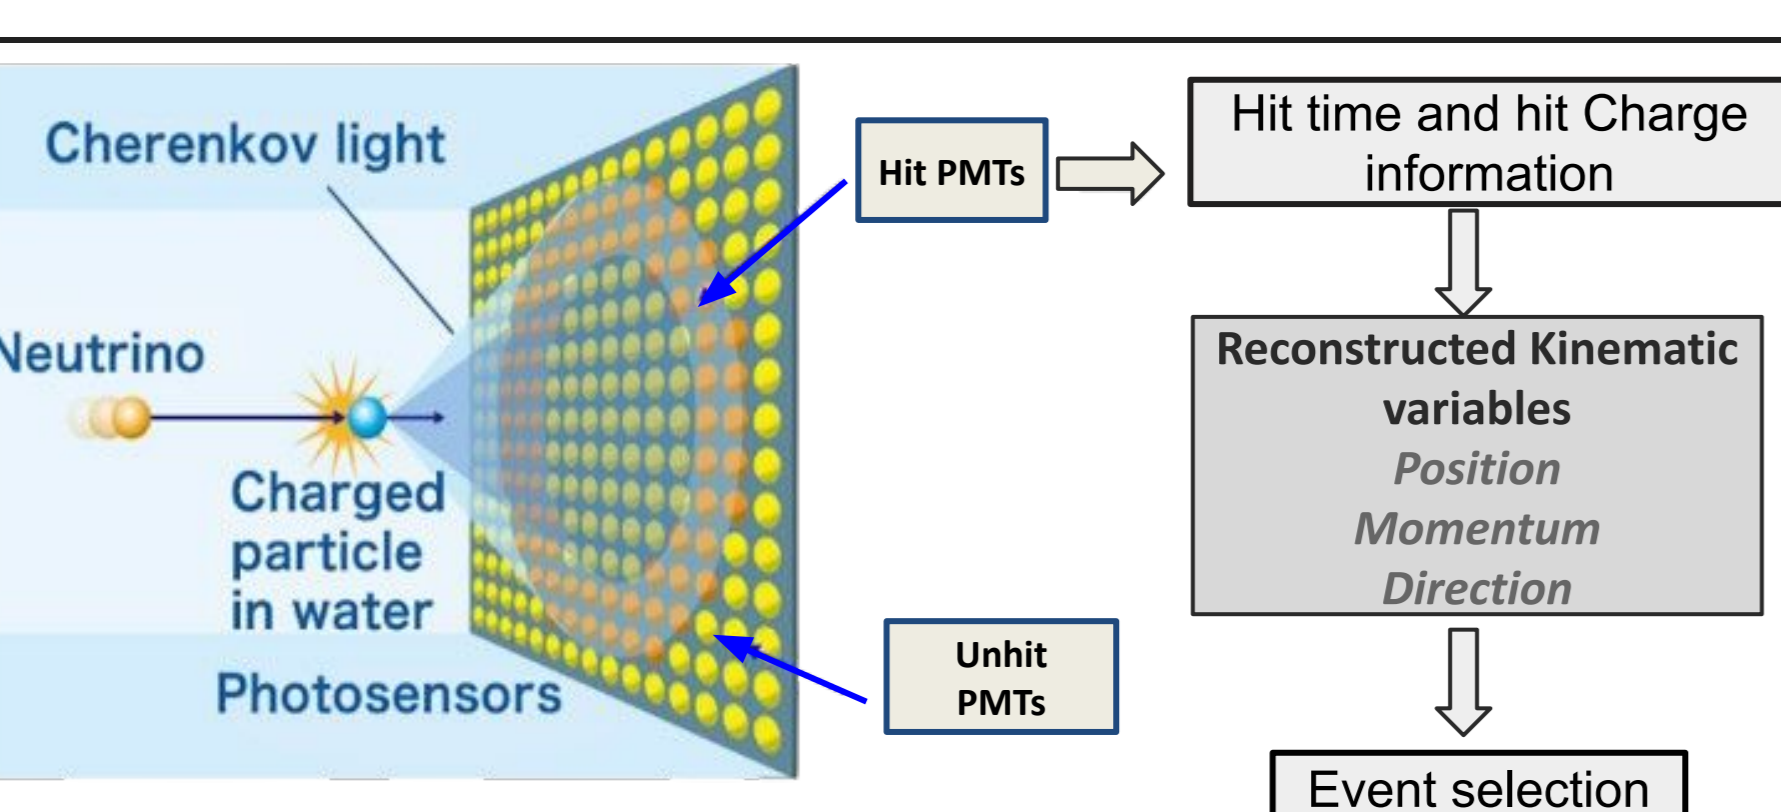 Cherenkov light
Neutrino
Charged
particle
in water
Photosensors
Hit PMTs
Unhit
PMTs
Hit time and hit Charge
information
Reconstructed Kinematic
variables
Position
Momentum
Direction
Event selection